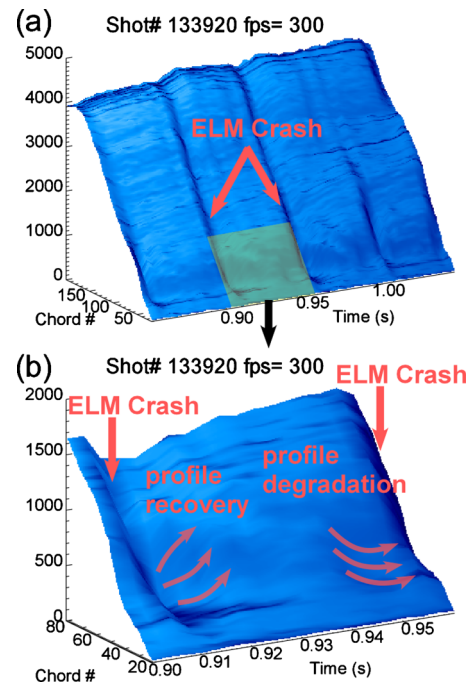 (a)
Shot# 133920 fps= 300
5000
4000
3000
2000
1000
0
ELM Crash
150
100
50
Chord #
0.90
0.95
1.00
Time (s)
(b)
Shot# 133920 fps= 300
2000
1500
1000
500
0
ELM Crash
ELM Crash
profile
recovery
profile
degradation
80
60
40
20
Chord #
0.90
0.91
0.92
0.93
0.94
0.95
Time (s)